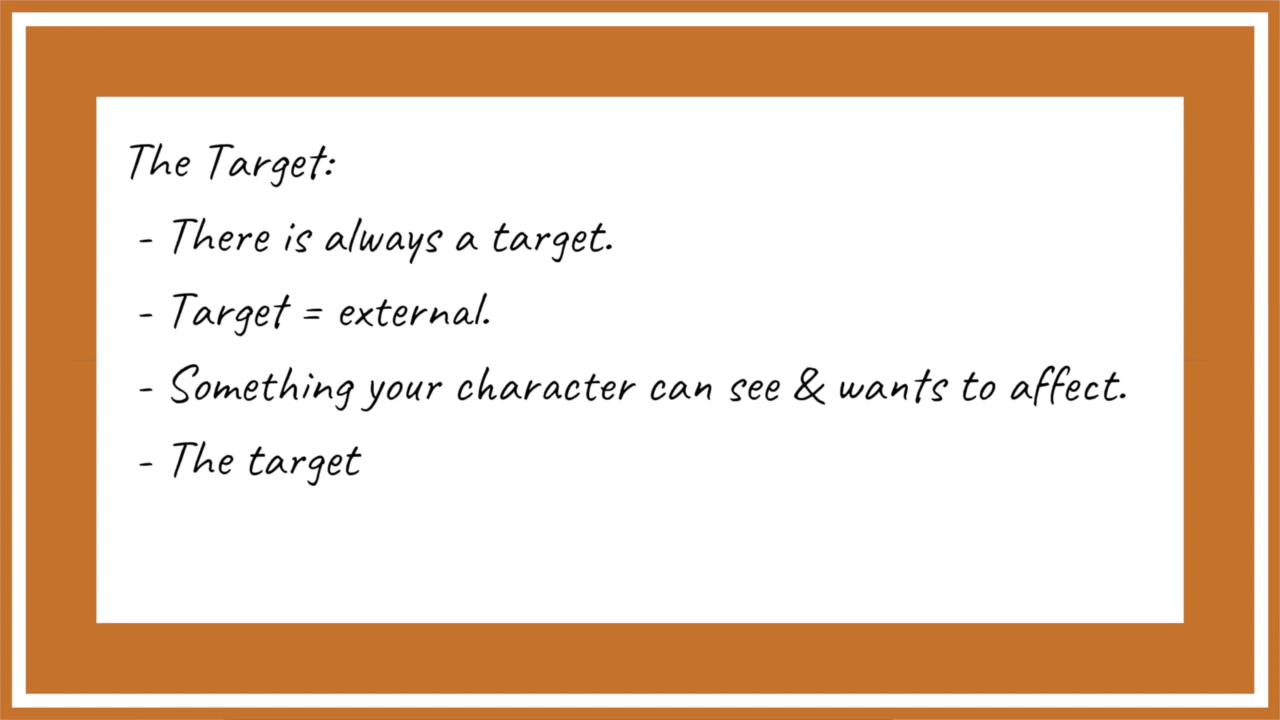 The Target:
- There is always a target.
- Target = external.
- Something your character can see & wants to affect.
- The target